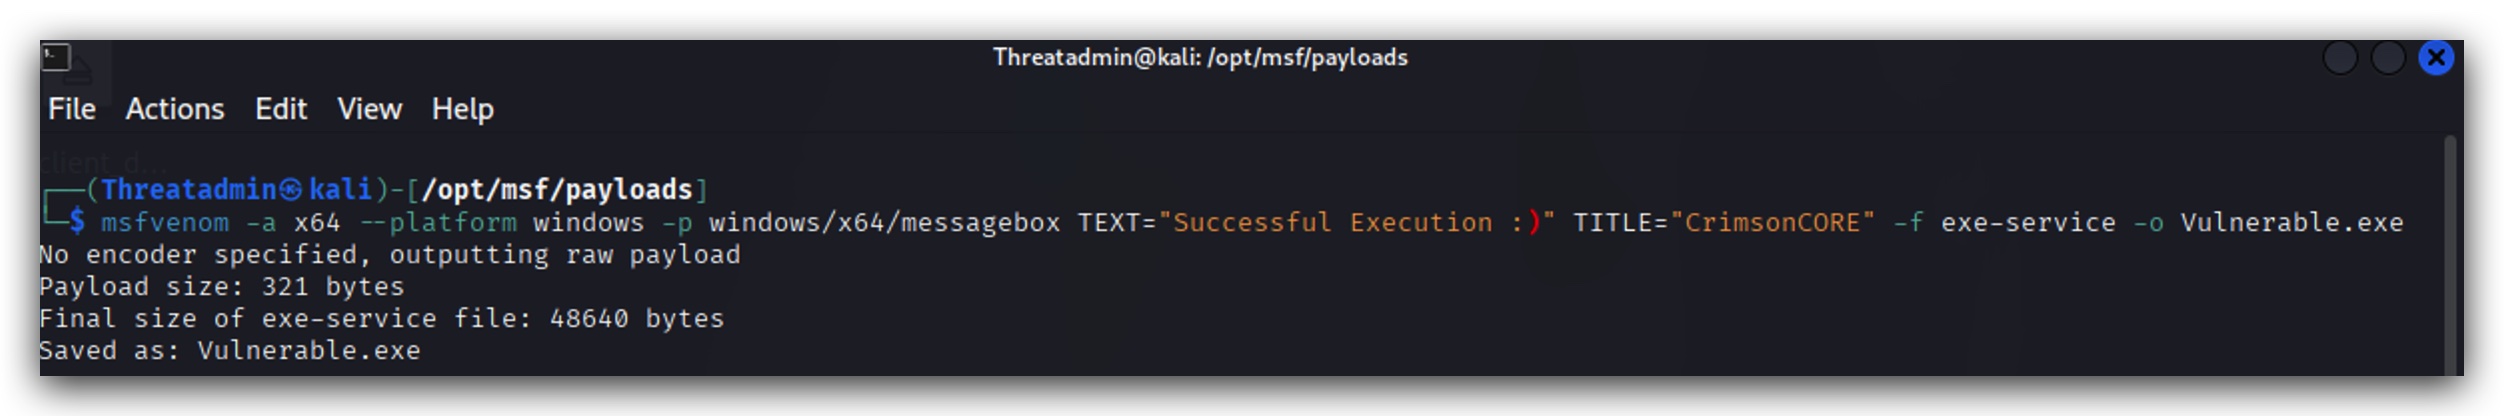 Threatadmin@kali: /opt/msf/payloads
File Actions Edit View Help
client_d...
┌──(Threatadmin㉿kali)-[/opt/msf/payloads]
└─$ msfvenom -a x64 --platform windows -p windows/x64/messagebox TEXT="Successful Execution :)" TITLE="CrimsonCORE" -f exe-service -o Vulnerable.exe
No encoder specified, outputting raw payload
Payload size: 321 bytes
Final size of exe-service file: 48640 bytes
Saved as: Vulnerable.exe